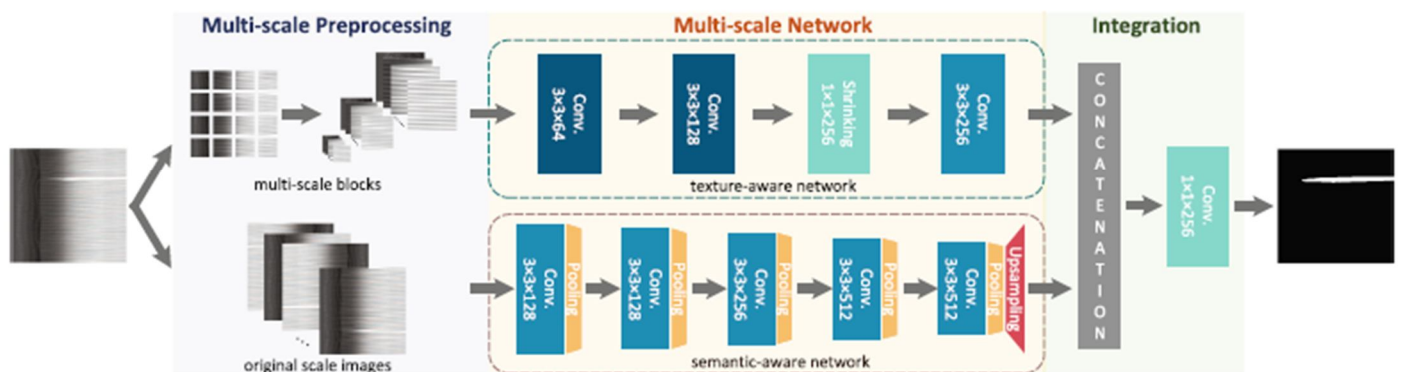 Multi-scale Preprocessing
Multi-scale Network
Integration
Conv.
3×3×64
Conv.
3×3×128
Shrinking
1×1×256
Conv.
3×3×256
multi-scale blocks
texture-aware network
CONCATENATION
Conv.
1×1×256
Conv.
3×3×128
Pooling
Conv.
3×3×128
Pooling
Conv.
3×3×256
Pooling
Conv.
3×3×512
Pooling
Conv.
3×3×512
Pooling
Upsampling
original scale images
semantic-aware network